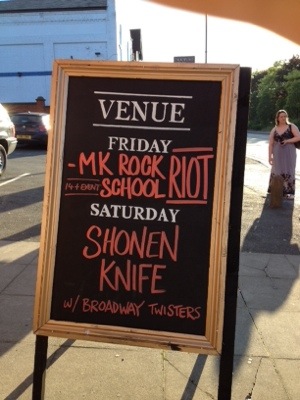 VENUE
FRIDAY
-MK ROCK
14+ EVENT SCHOOL RIOT
SATURDAY
SHONEN
KNIFE
W/ BROADWAY TWISTERS